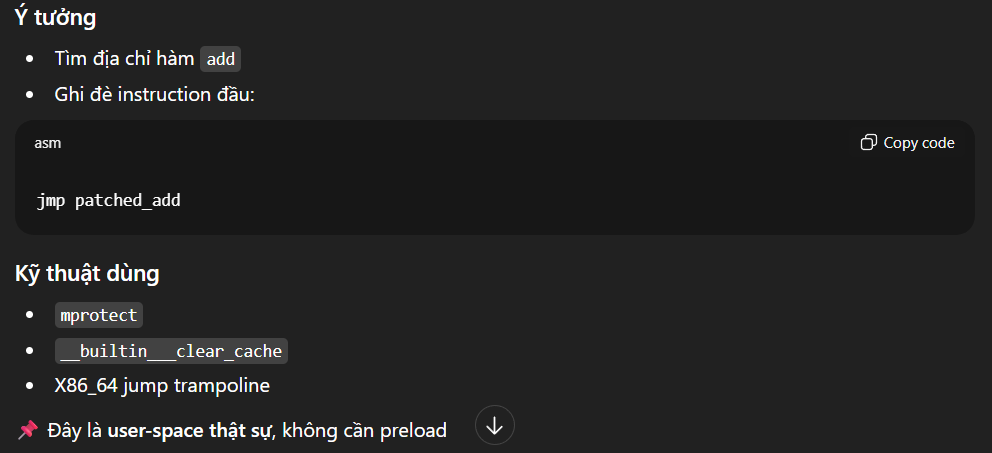 Ý tưởng
• Tìm địa chỉ hàm add
• Ghi đè instruction đầu:
asm Copy code
jmp patched_add
Kỹ thuật dùng
• mprotect
• __builtin___clear_cache
• X86_64 jump trampoline
📌 Đây là user-space thật sự, không cần preload